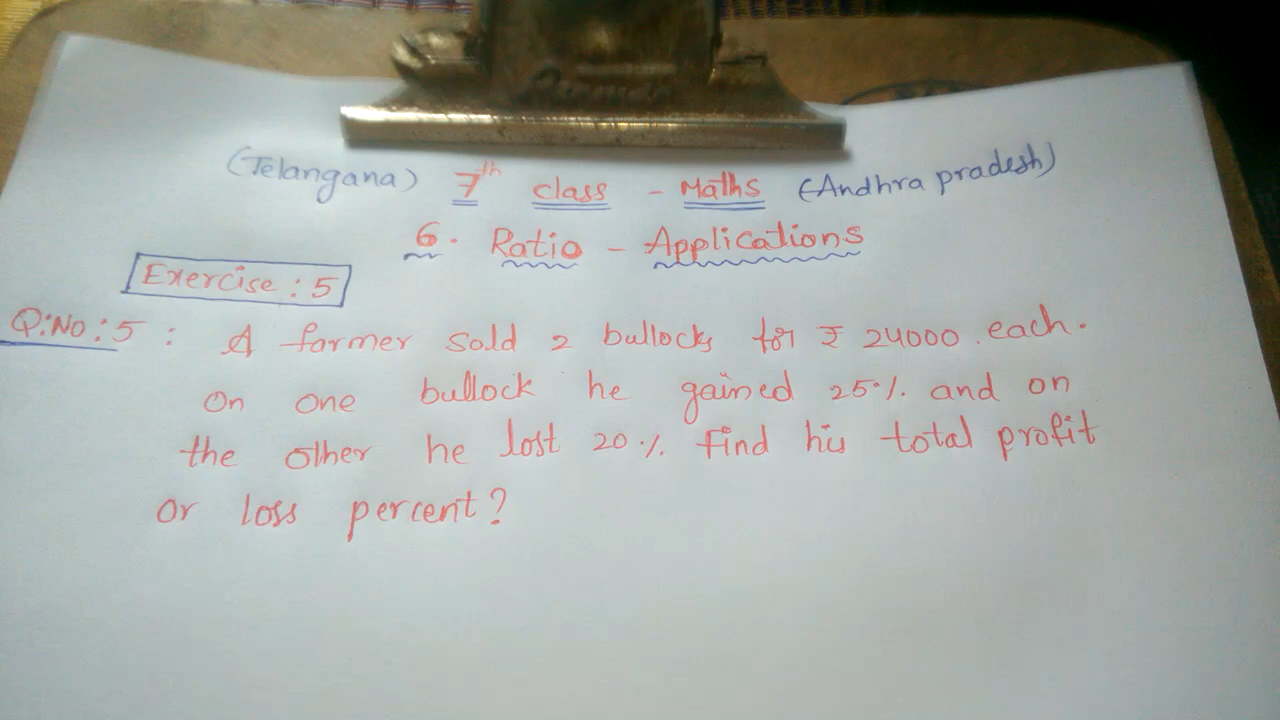 (Telangana) 7th class - Maths (Andhra pradesh)
6. Ratio - Applications
Exercise : 5
Q.No.:5 : A farmer sold 2 bullocks for ₹ 24000 each.
On one bullock he gained 25% and on
the other he lost 20% Find his total profit
or loss percent?